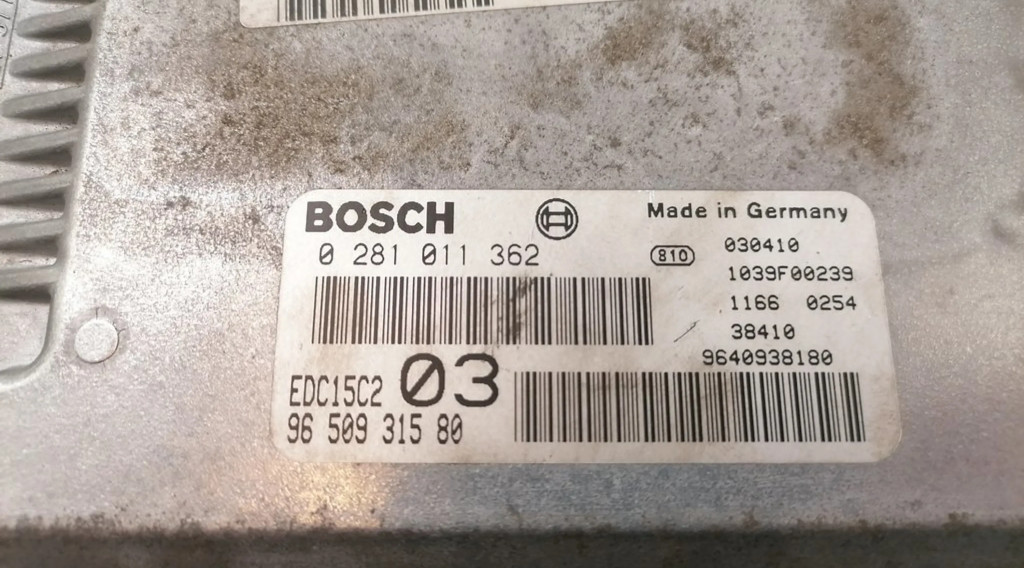 BOSCH
Made in Germany
0 281 011 362
810
030410
1039F00239
1166 0254
38410
9640938180
EDC15C2 03
96 509 315 80